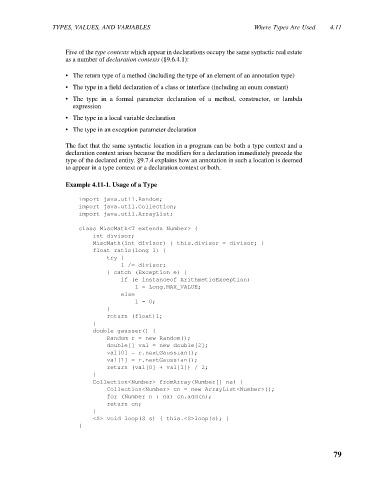 TYPES, VALUES, AND VARIABLES Where Types Are Used 4.11
Five of the type contexts which appear in declarations occupy the same syntactic real estate
as a number of declaration contexts (§9.6.4.1):
• The return type of a method (including the type of an element of an annotation type)
• The type in a field declaration of a class or interface (including an enum constant)
• The type in a formal parameter declaration of a method, constructor, or lambda
expression
• The type in a local variable declaration
• The type in an exception parameter declaration
The fact that the same syntactic location in a program can be both a type context and a
declaration context arises because the modifiers for a declaration immediately precede the
type of the declared entity. §9.7.4 explains how an annotation in such a location is deemed
to appear in a type context or a declaration context or both.
Example 4.11-1. Usage of a Type
import java.util.Random;
import java.util.Collection;
import java.util.ArrayList;
class MiscMath<T extends Number> {
int divisor;
MiscMath(int divisor) { this.divisor = divisor; }
float ratio(long l) {
try {
l /= divisor;
} catch (Exception e) {
if (e instanceof ArithmeticException)
l = Long.MAX_VALUE;
else
l = 0;
}
return (float)l;
}
double gausser() {
Random r = new Random();
double[] val = new double[2];
val[0] = r.nextGaussian();
val[1] = r.nextGaussian();
return (val[0] + val[1]) / 2;
}
Collection<Number> fromArray(Number[] na) {
Collection<Number> cn = new ArrayList<Number>();
for (Number n : na) cn.add(n);
return cn;
}
<S> void loop(S s) { this.<S>loop(s); }
}
79